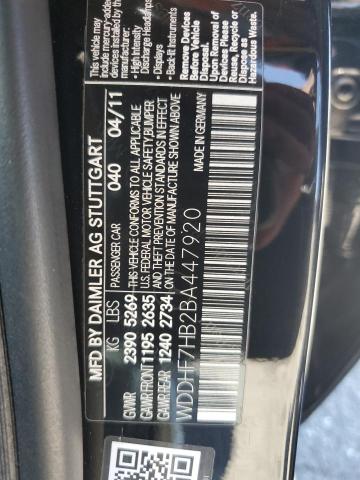 MFD BY DAIMLER AG STUTTGART
PASSENGER CAR 040 04/11
KG LBS
GVWR 2390 5269
GAWR FRONT 1195 2635
GAWR REAR 1240 2734
THIS VEHICLE CONFORMS TO ALL APPLICABLE
U.S. FEDERAL MOTOR VEHICLE SAFETY/BUMPER
AND THEFT PREVENTION STANDARDS IN EFFECT
ON THE DATE OF MANUFACTURE SHOWN ABOVE.
WDDHF7HB2BA447920
MADE IN GERMANY
This vehicle may
include mercury-added
devices installed by the
• High-Intensity
Discharge Headlamps
• Displays
• Back-lit Instruments
Remove Devices
Before Vehicle
Disposal
Upon Removal of
Devices Please
Reuse, Recycle or
Dispose as
Hazardous Waste.